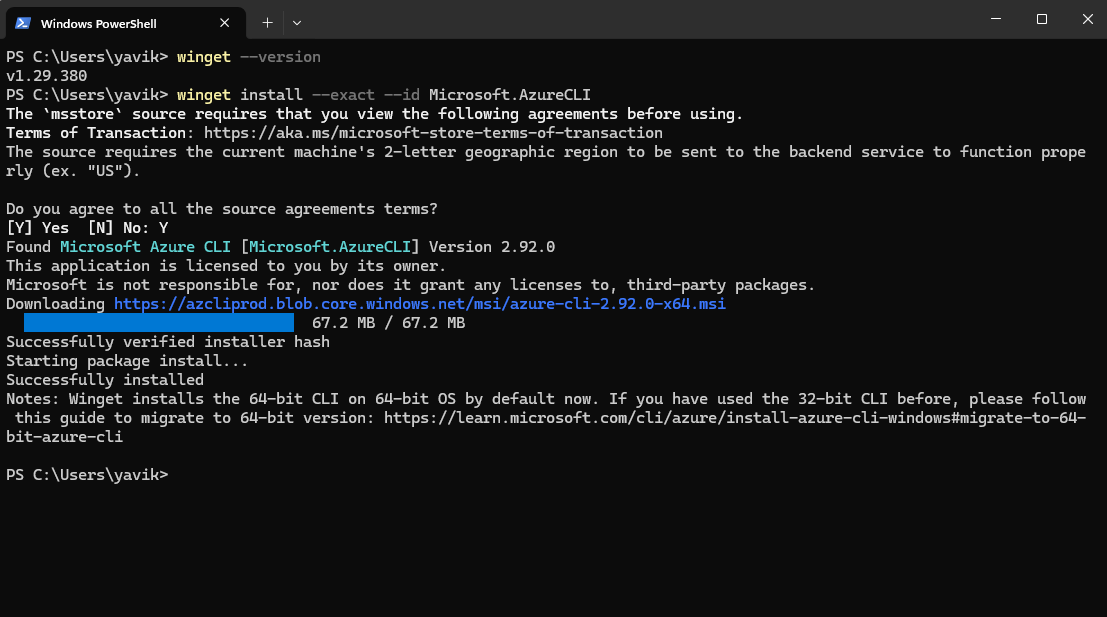 Windows PowerShell
PS C:\Users\yavik> winget --version
v1.29.380
PS C:\Users\yavik> winget install --exact --id Microsoft.AzureCLI
The `msstore` source requires that you view the following agreements before using.
Terms of Transaction: https://aka.ms/microsoft-store-terms-of-transaction
The source requires the current machine's 2-letter geographic region to be sent to the backend service to function prope
rly (ex. "US").
Do you agree to all the source agreements terms?
[Y] Yes  [N] No: Y
Found Microsoft Azure CLI [Microsoft.AzureCLI] Version 2.92.0
This application is licensed to you by its owner.
Microsoft is not responsible for, nor does it grant any licenses to, third-party packages.
Downloading https://azcliprod.blob.core.windows.net/msi/azure-cli-2.92.0-x64.msi
67.2 MB / 67.2 MB
Successfully verified installer hash
Starting package install...
Successfully installed
Notes: Winget installs the 64-bit CLI on 64-bit OS by default now. If you have used the 32-bit CLI before, please follow
 this guide to migrate to 64-bit version: https://learn.microsoft.com/cli/azure/install-azure-cli-windows#migrate-to-64-
bit-azure-cli
PS C:\Users\yavik>